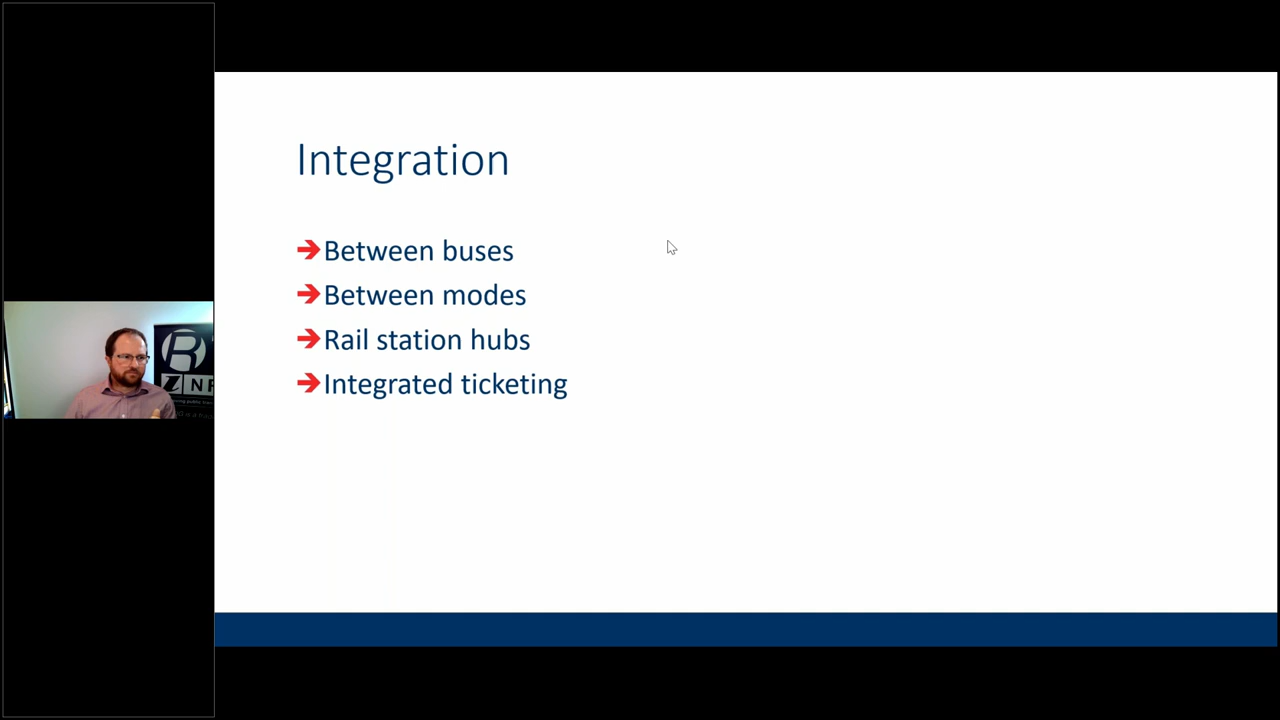 Integration
➔Between buses
➔Between modes
➔Rail station hubs
➔Integrated ticketing
R